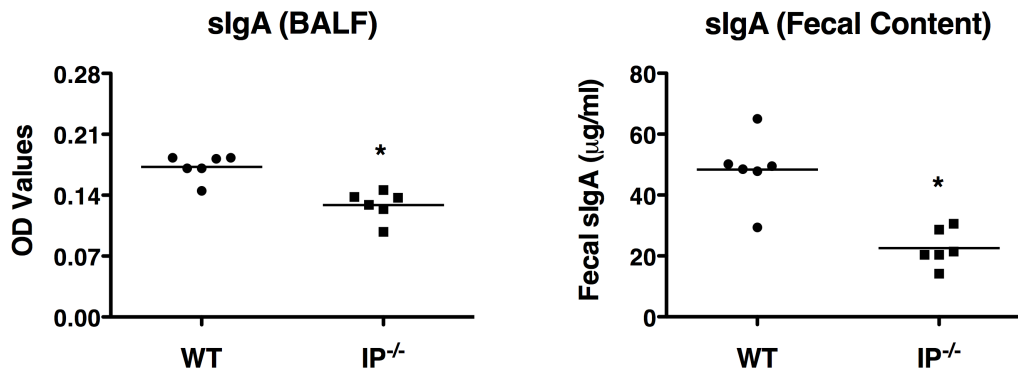 sIgA (BALF)
OD Values
0.28
0.21
0.14
0.07
0.00
*
WT
IP-/-
sIgA (Fecal Content)
Fecal sIgA (µg/ml)
80
60
40
20
0
*
WT
IP-/-